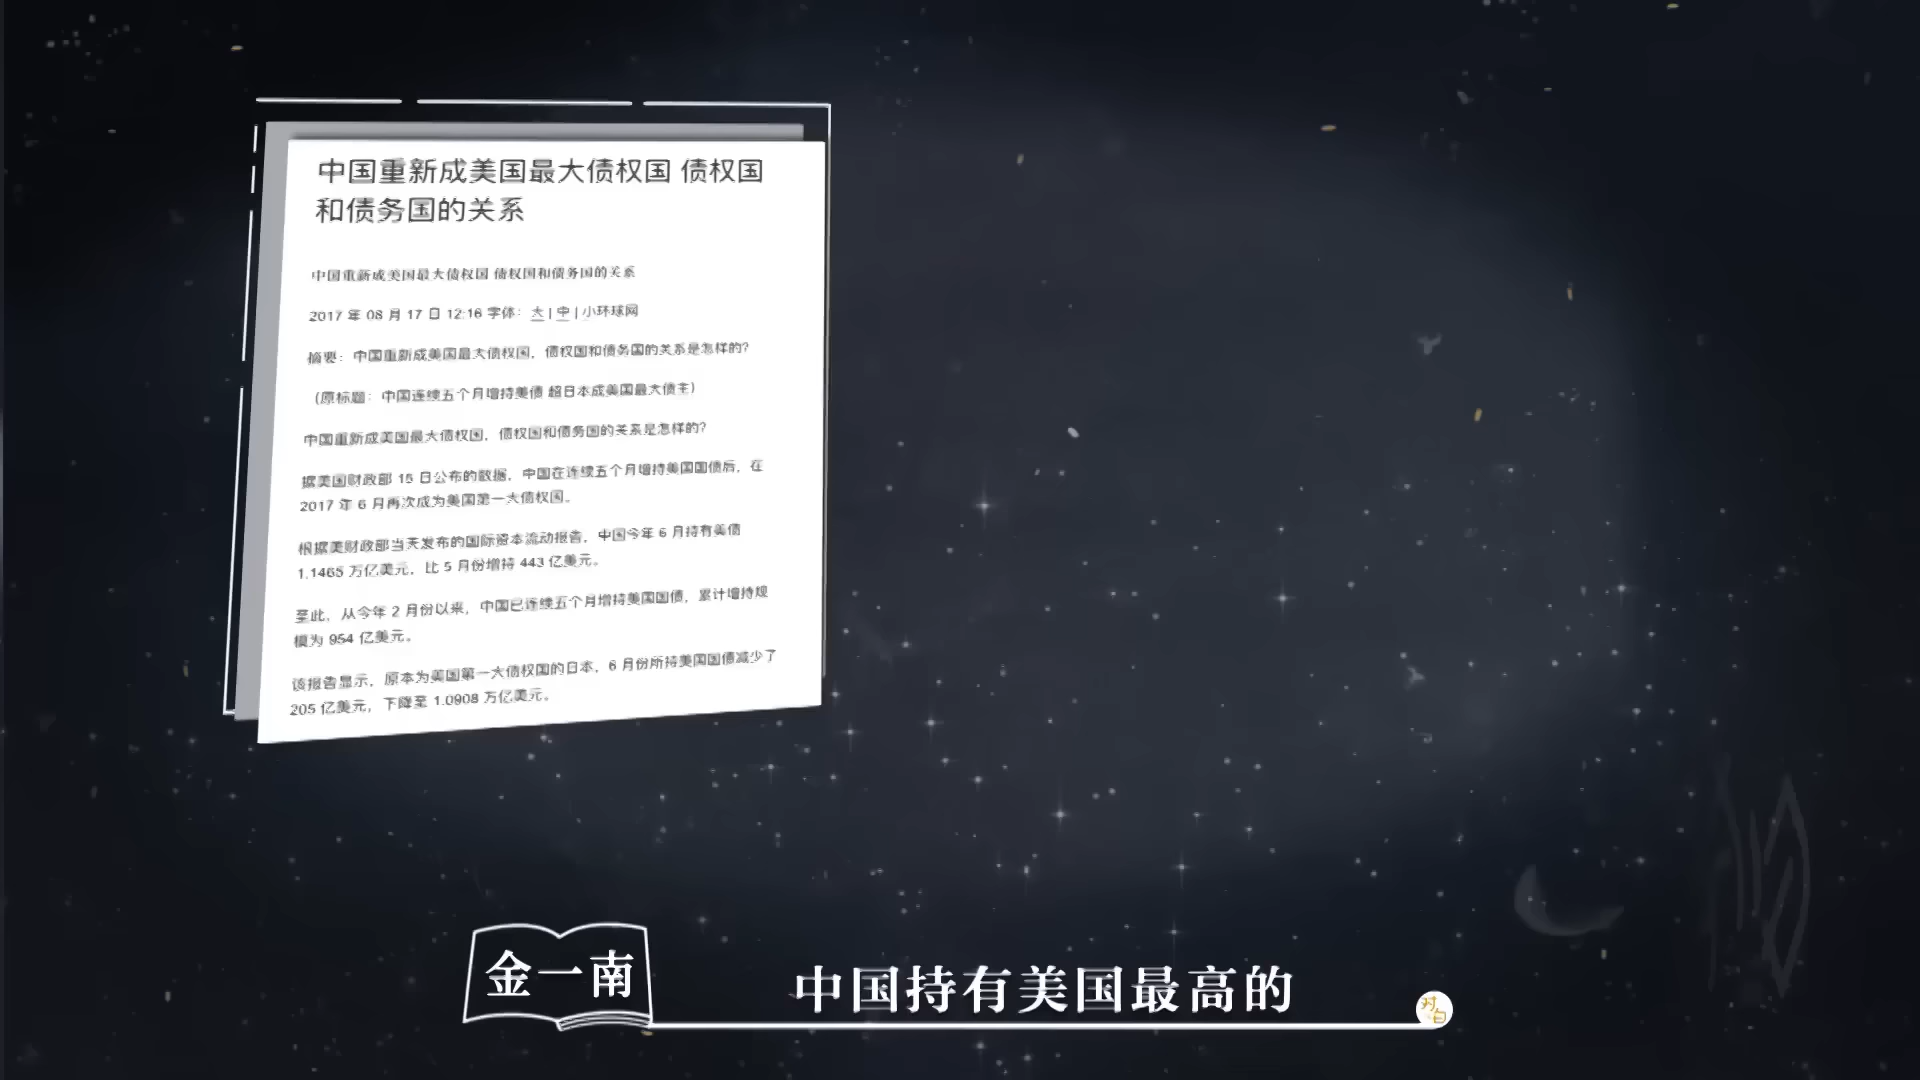 中国重新成美国最大债权国 债权国
和债务国的关系
中国重新成美国最大债权国 债权国和债务国的关系
2017 年 08 月 17 日 12:16 字体：大 | 中 | 小环球网
摘要：中国重新成美国最大债权国，债权国和债务国的关系是怎样的？
（原标题：中国连续五个月增持美债 超日本成美国最大债主）
中国重新成美国最大债权国，债权国和债务国的关系是怎样的？
据美国财政部 15 日公布的数据，中国在连续五个月增持美国国债后，在
2017 年 6 月再次成为美国第一大债权国。
根据美财政部当天发布的国际资本流动报告，中国今年 6 月持有美债
1.1465 万亿美元，比 5 月份增持 443 亿美元。
至此，从今年 2 月份以来，中国已连续五个月增持美国国债，累计增持规
模为 954 亿美元。
该报告显示，原本为美国第一大债权国的日本，6 月份所持美国国债减少了
205 亿美元，下降至 1.0908 万亿美元。
金一南
中国持有美国最高的
对白